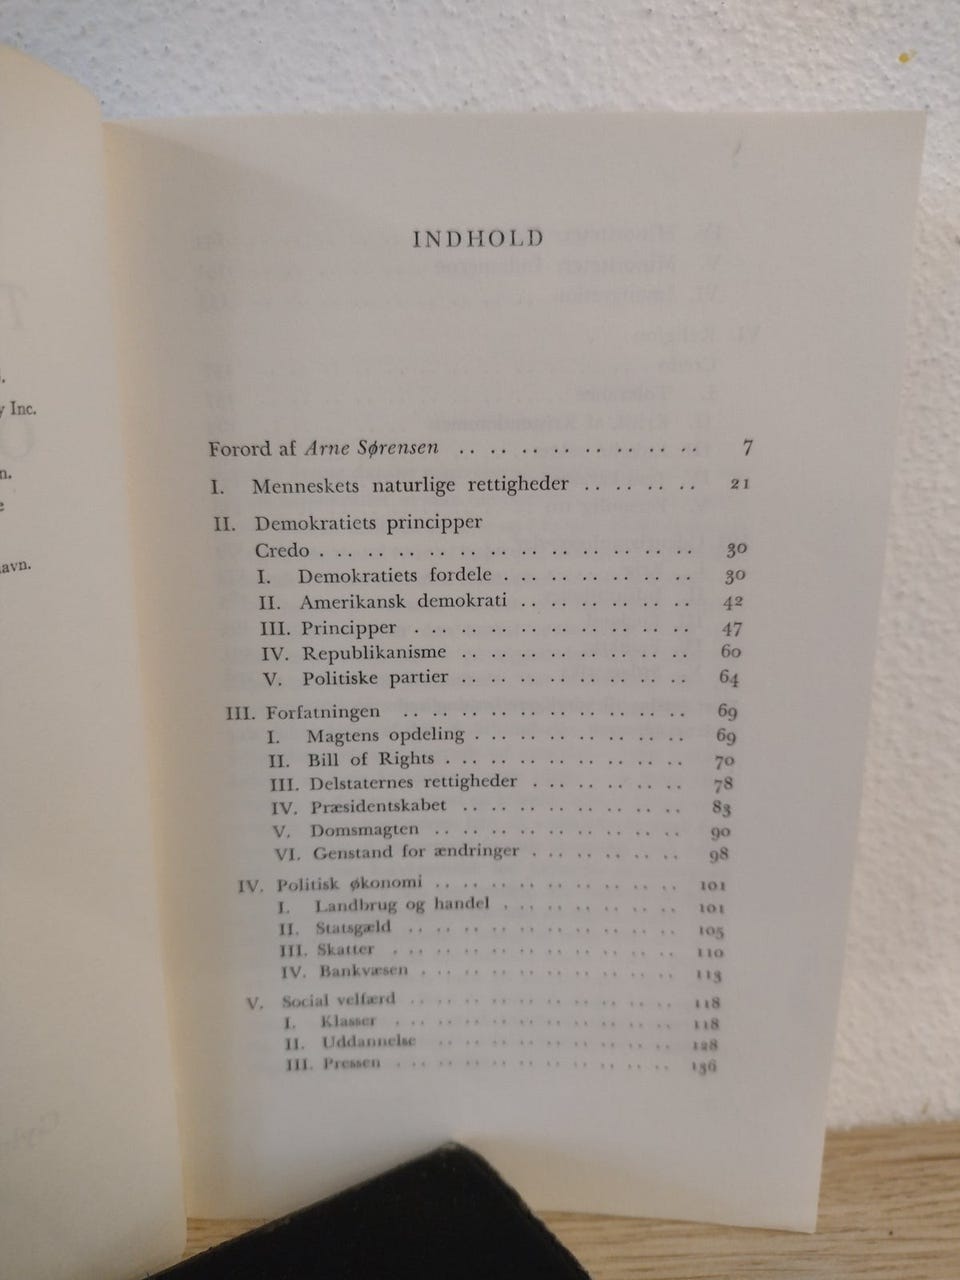 y Inc.
n.
avn.
INDHOLD
Forord af Arne Sørensen .. .. .. .. .. .. .. .. .. 7
I. Menneskets naturlige rettigheder .. .. .. .. 21
II. Demokratiets principper
Credo . .. .. .. .. .. .. .. .. .. .. .. .. .. 30
I. Demokratiets fordele . .. .. .. .. .. .. .. .. 30
II. Amerikansk demokrati .. .. .. .. .. .. .. .. 42
III. Principper . .. .. .. .. .. .. .. .. .. .. .. 47
IV. Republikanisme .. .. .. .. .. .. .. .. .. .. 60
V. Politiske partier .. .. .. .. .. .. .. .. .. .. 64
III. Forfatningen .. .. .. .. .. .. .. .. .. .. .. 69
I. Magtens opdeling . .. .. .. .. .. .. .. .. .. 69
II. Bill of Rights . .. .. .. .. .. .. .. .. .. .. 70
III. Delstaternes rettigheder . .. .. .. .. .. .. 78
IV. Præsidentskabet .. .. .. .. .. .. .. .. .. .. 83
V. Domsmagten .. .. .. .. .. .. .. .. .. .. .. 90
VI. Genstand for ændringer . .. .. .. .. .. .. 98
IV. Politisk økonomi .. .. .. .. .. .. .. .. .. .. 101
I. Landbrug og handel . .. .. .. .. .. .. .. 101
II. Statsgæld .. .. .. .. .. .. .. .. .. .. .. 105
III. Skatter . .. .. .. .. .. .. .. .. .. .. .. 110
IV. Bankvæsen . .. .. .. .. .. .. .. .. .. .. 113
V. Social velfærd .. .. .. .. .. .. .. .. .. .. .. 118
I. Klasser . .. .. .. .. .. .. .. .. .. .. .. 118
II. Uddannelse .. .. .. .. .. .. .. .. .. .. 128
III. Pressen . .. .. .. .. .. .. .. .. .. .. .. 136